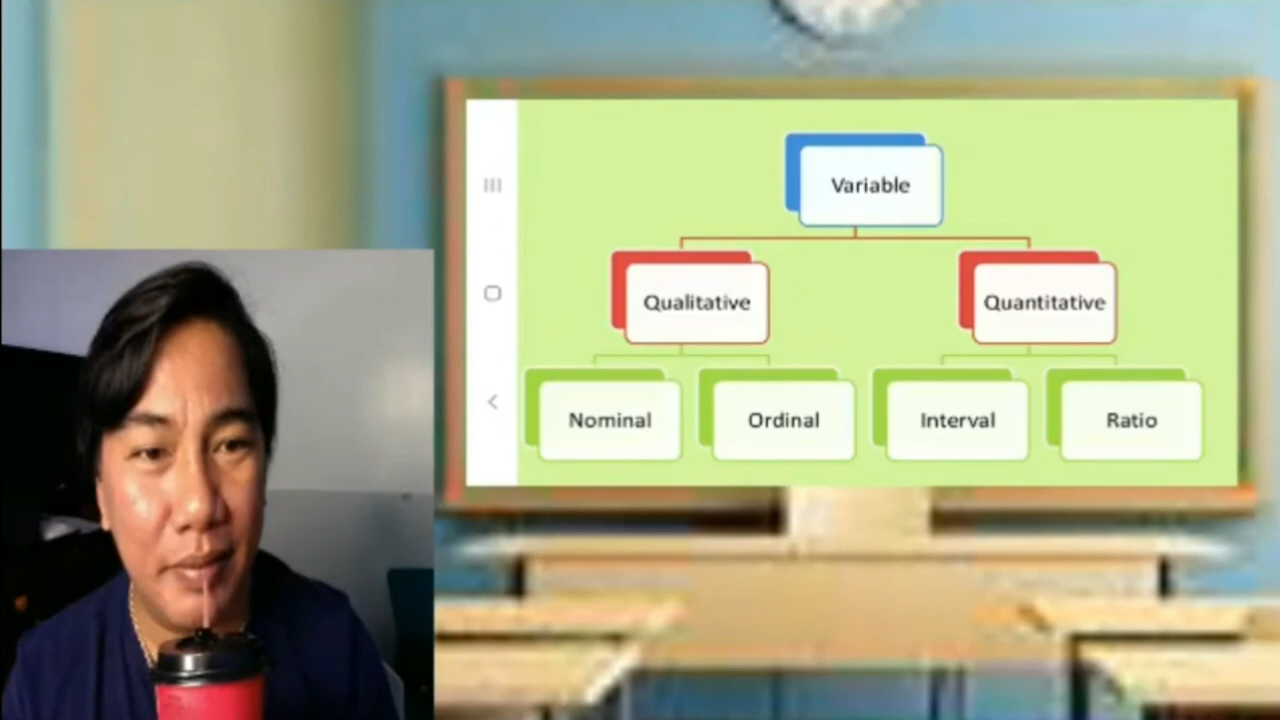 Variable
Qualitative
Quantitative
Nominal
Ordinal
Interval
Ratio